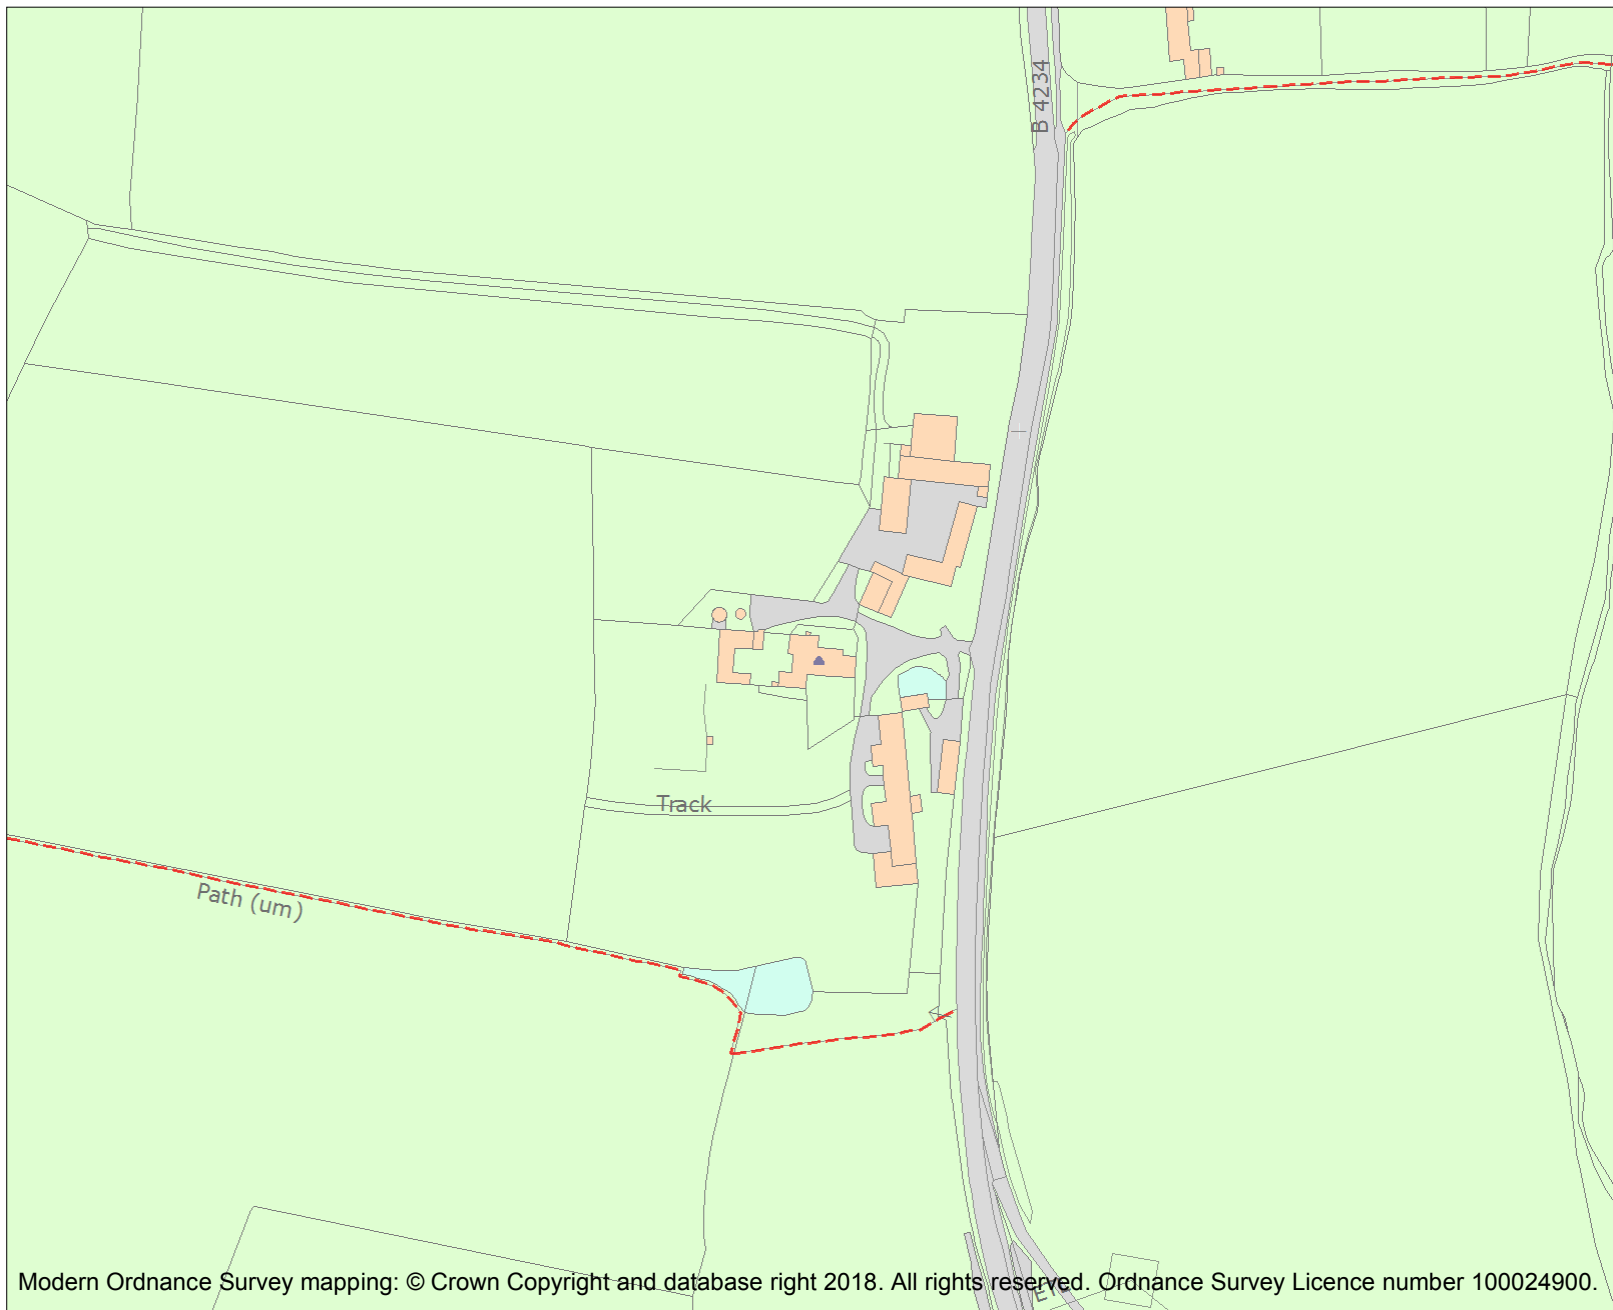 B 4234
Track
Path (um)
Modern Ordnance Survey mapping: © Crown Copyright and database right 2018. All rights reserved. Ordnance Survey Licence number 100024900.